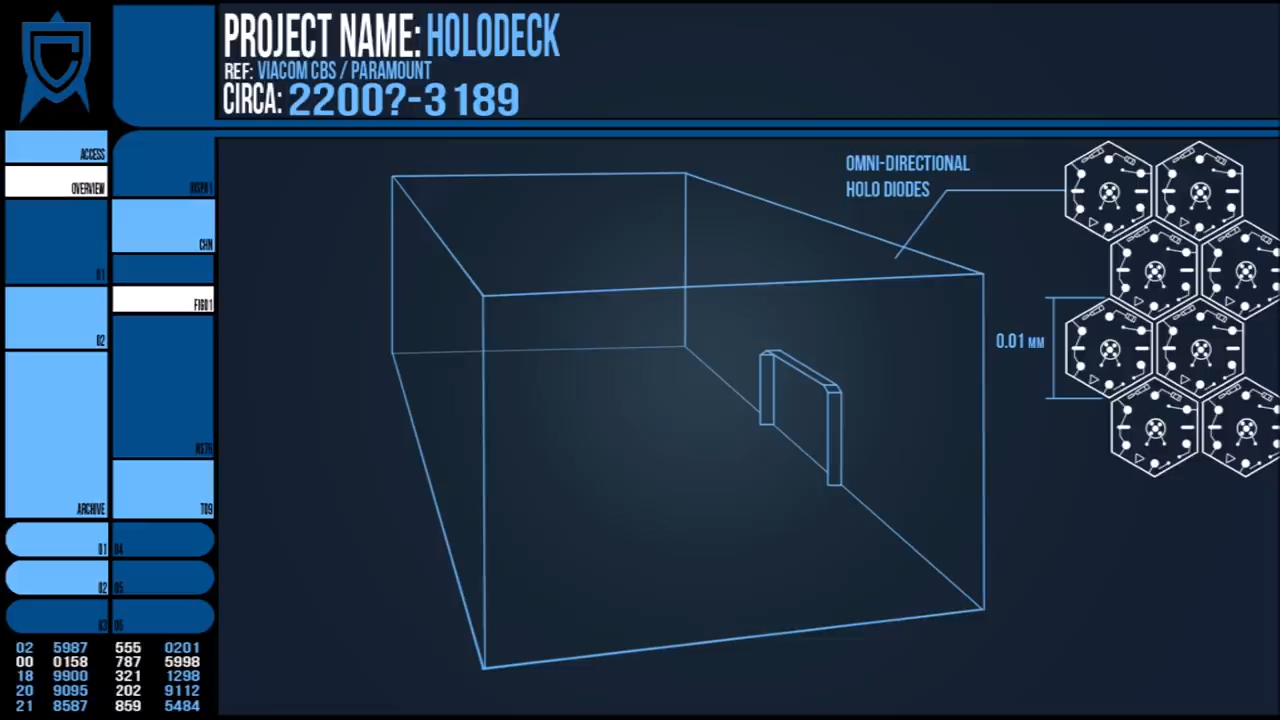 PROJECT NAME: HOLODECK
REF: VIACOM CBS / PARAMOUNT
CIRCA: 2200?-3189
ACCESS
OVERVIEW
01
02
ARCHIVE
01
02
03
CHN
FIG01
T09
04
05
06
02 5987 555 0201
00 0158 787 5998
18 9900 321 1298
20 9095 202 9112
21 8587 859 5484
OMNI-DIRECTIONAL
HOLO DIODES
0.01 MM